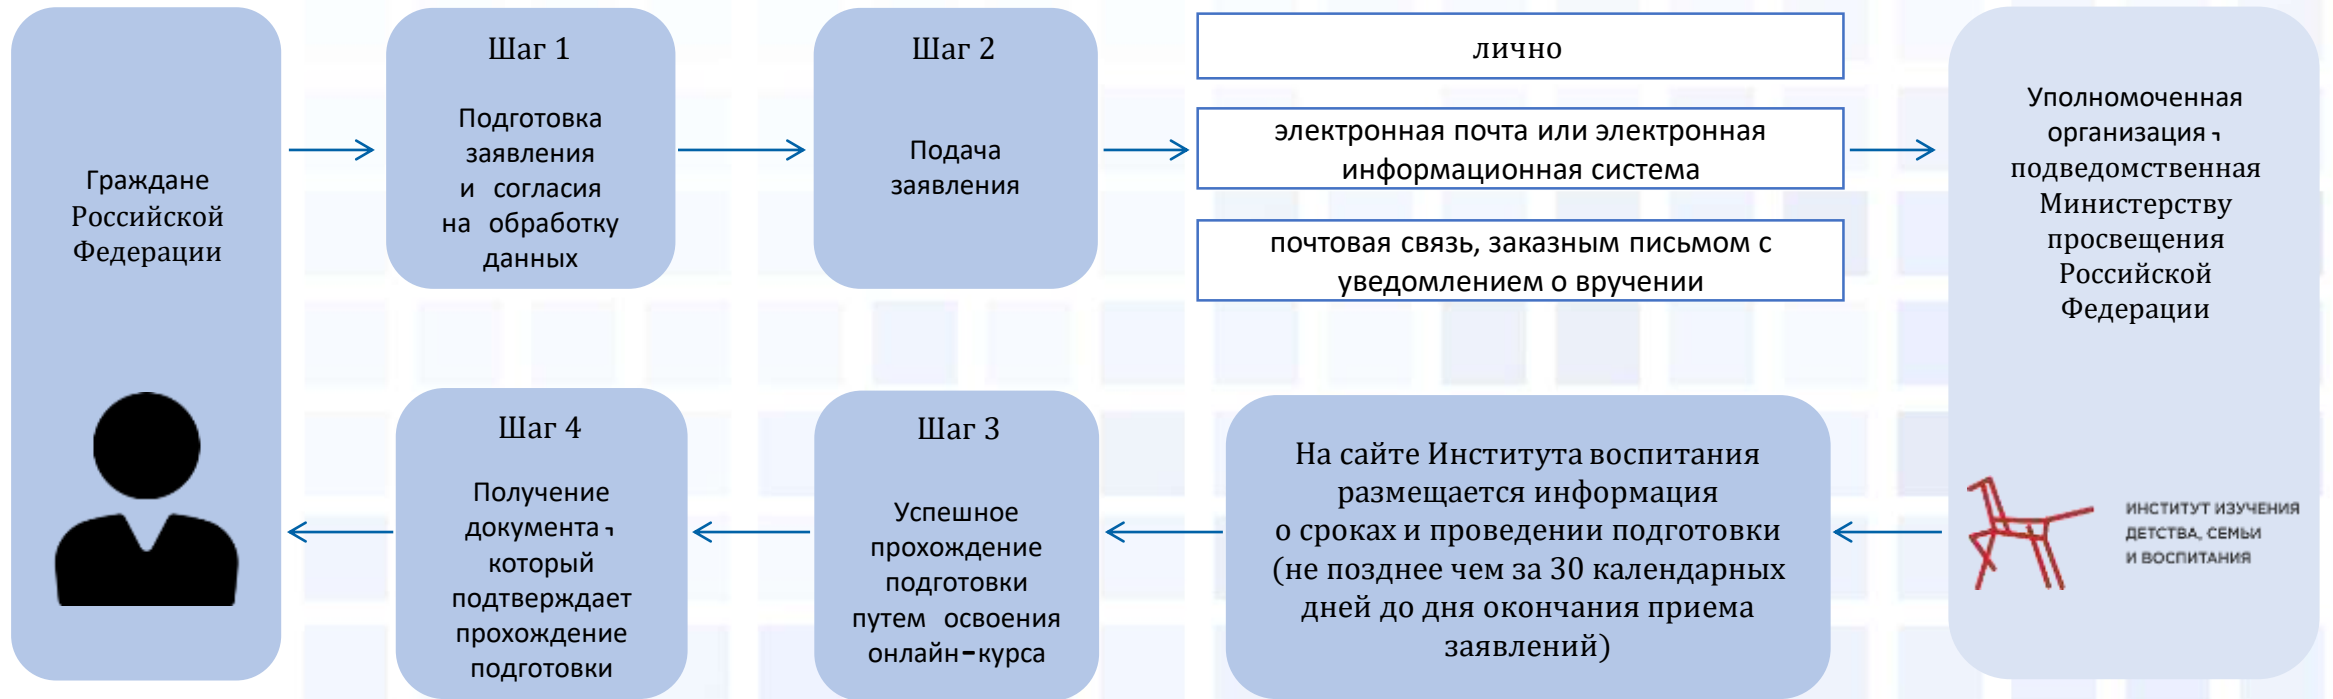 Граждане
Российской
Федерации
Шаг 1
Подготовка
заявления
и согласия
на обработку
данных
Шаг 2
Подача
заявления
лично
электронная почта или электронная
информационная система
почтовая связь, заказным письмом с
уведомлением о вручении
Уполномоченная
организация,
подведомственная
Министерству
просвещения
Российской
Федерации
ИНСТИТУТ ИЗУЧЕНИЯ
ДЕТСТВА, СЕМЬИ
И ВОСПИТАНИЯ
На сайте Института воспитания
размещается информация
о сроках и проведении подготовки
(не позднее чем за 30 календарных
дней до дня окончания приема
заявлений)
Шаг 3
Успешное
прохождение
подготовки
путем освоения
онлайн-курса
Шаг 4
Получение
документа,
который
подтверждает
прохождение
подготовки